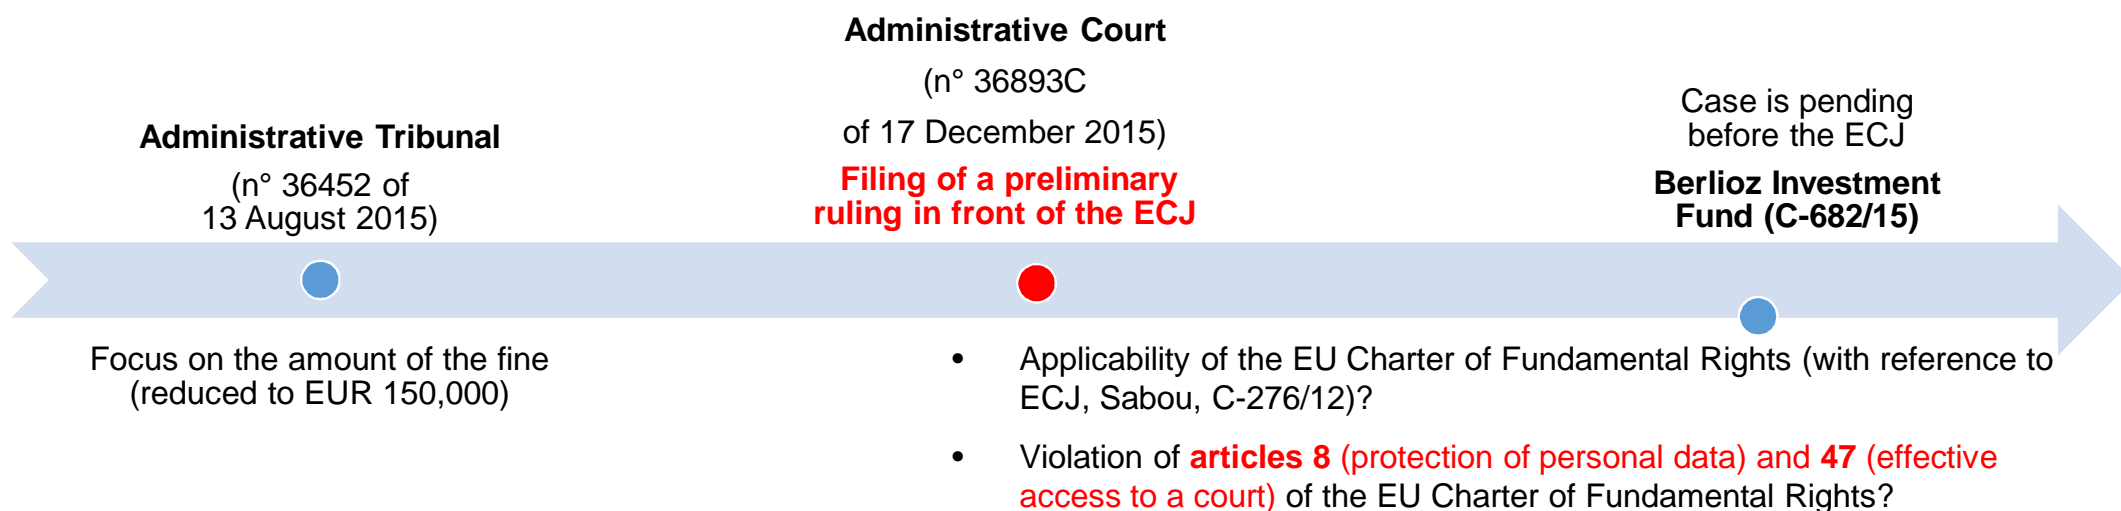 Administrative Tribunal
(n° 36452 of
13 August 2015)
Focus on the amount of the fine
(reduced to EUR 150,000)
Administrative Court
(n° 36893C
of 17 December 2015)
Filing of a preliminary
ruling in front of the ECJ
• Applicability of the EU Charter of Fundamental Rights (with reference to
ECJ, Sabou, C-276/12)?
• Violation of articles 8 (protection of personal data) and 47 (effective
access to a court) of the EU Charter of Fundamental Rights?
Case is pending
before the ECJ
Berlioz Investment
Fund (C-682/15)